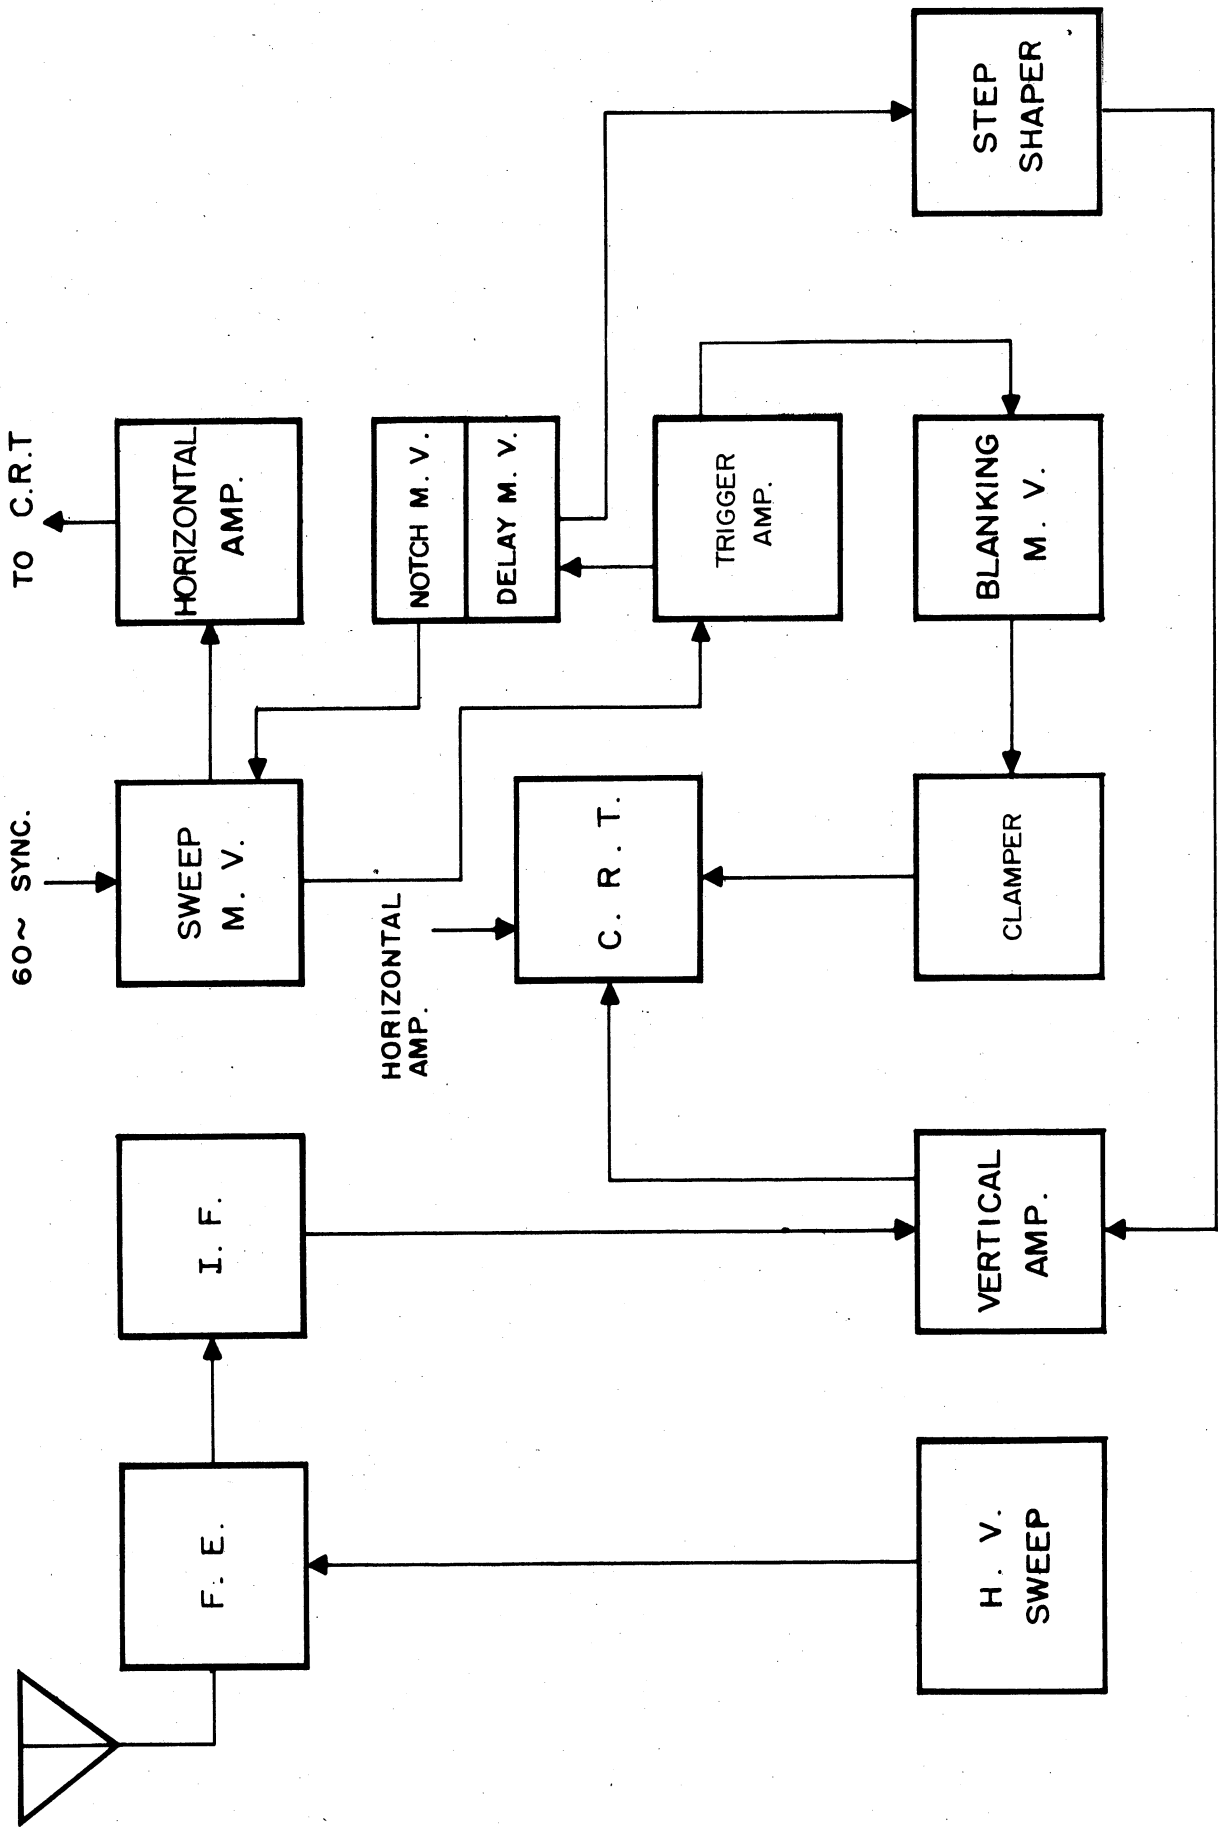 F. E.
I. F.
60~ SYNC.
SWEEP
M. V.
TO C.R.T
HORIZONTAL
AMP.
HORIZONTAL
AMP.
NOTCH M. V.
DELAY M. V.
C. R. T.
TRIGGER
AMP.
H. V.
SWEEP
VERTICAL
AMP.
CLAMPER
BLANKING
M. V.
STEP
SHAPER